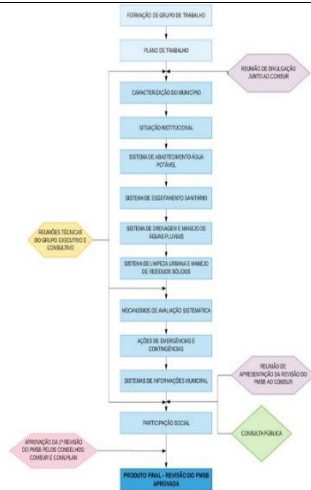 FORMAÇÃO DE GRUPO DE TRABALHO
PLANO DE TRABALHO
REUNIÃO DE DIVULGAÇÃO
JUNTO AO COMSUR
CARACTERIZAÇÃO DO MUNICÍPIO
SITUAÇÃO INSTITUCIONAL
SISTEMA DE ABASTECIMENTO ÁGUA
POTÁVEL
SISTEMA DE ESGOTAMENTO SANITÁRIO
REUNIÕES TÉCNICAS
DO GRUPO EXECUTIVO E
CONSULTIVO
SISTEMA DE DRENAGEM E MANEJO DE
ÁGUAS PLUVIAIS
SISTEMA DE LIMPEZA URBANA E MANEJO
DE RESÍDUOS SÓLIDOS
MECANISMOS DE AVALIAÇÃO SISTEMÁTICA
AÇÕES DE EMERGÊNCIAS E
CONTINGÊNCIAS
SISTEMAS DE INFORMAÇÕES MUNICIPAL
REUNIÃO DE
APRESENTAÇÃO DA REVISÃO DO
PMSB AO COMSUR
PARTICIPAÇÃO SOCIAL
CONSULTA PÚBLICA
APROVAÇÃO DA 1ª REVISÃO
DO PMSB PELOS CONSELHOS
COMSUR E COMUPLAN
PRODUTO FINAL - REVISÃO DO PMSB
APROVADA